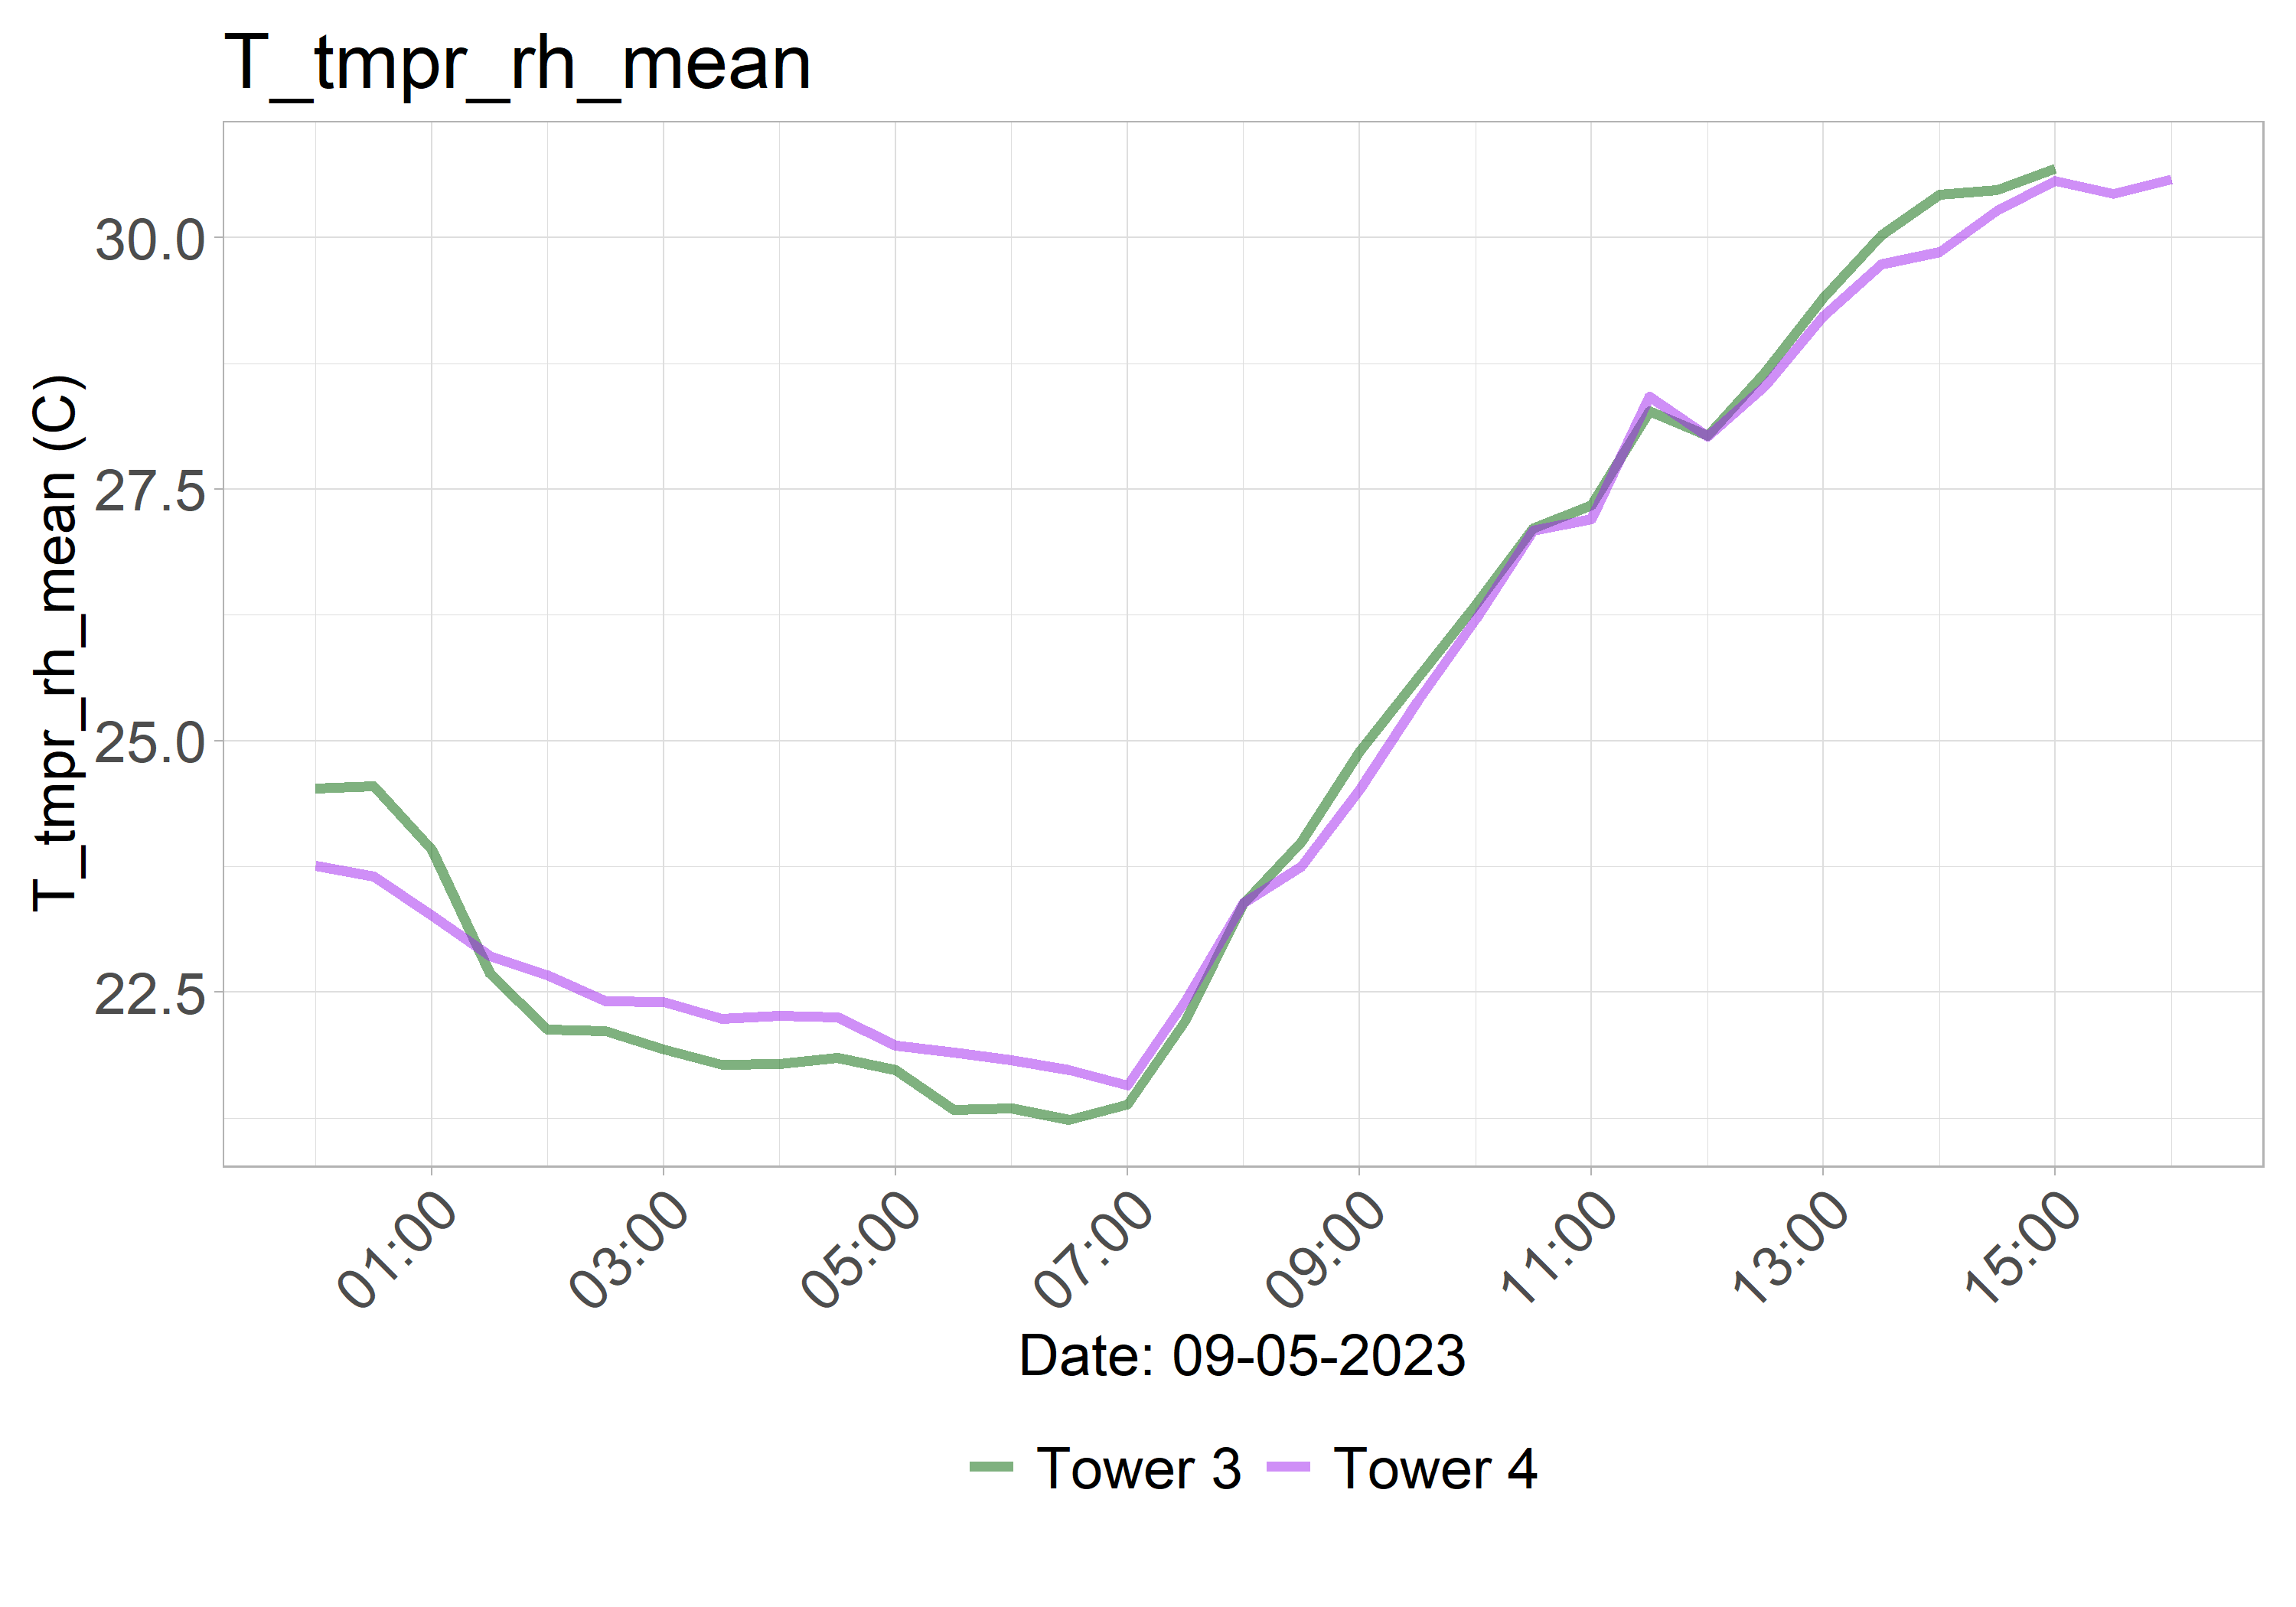 T_tmpr_rh_mean
T_tmpr_rh_mean (C)
30.0
27.5
25.0
22.5
01:00
03:00
05:00
07:00
09:00
11:00
13:00
15:00
Date: 09-05-2023
Tower 3
Tower 4